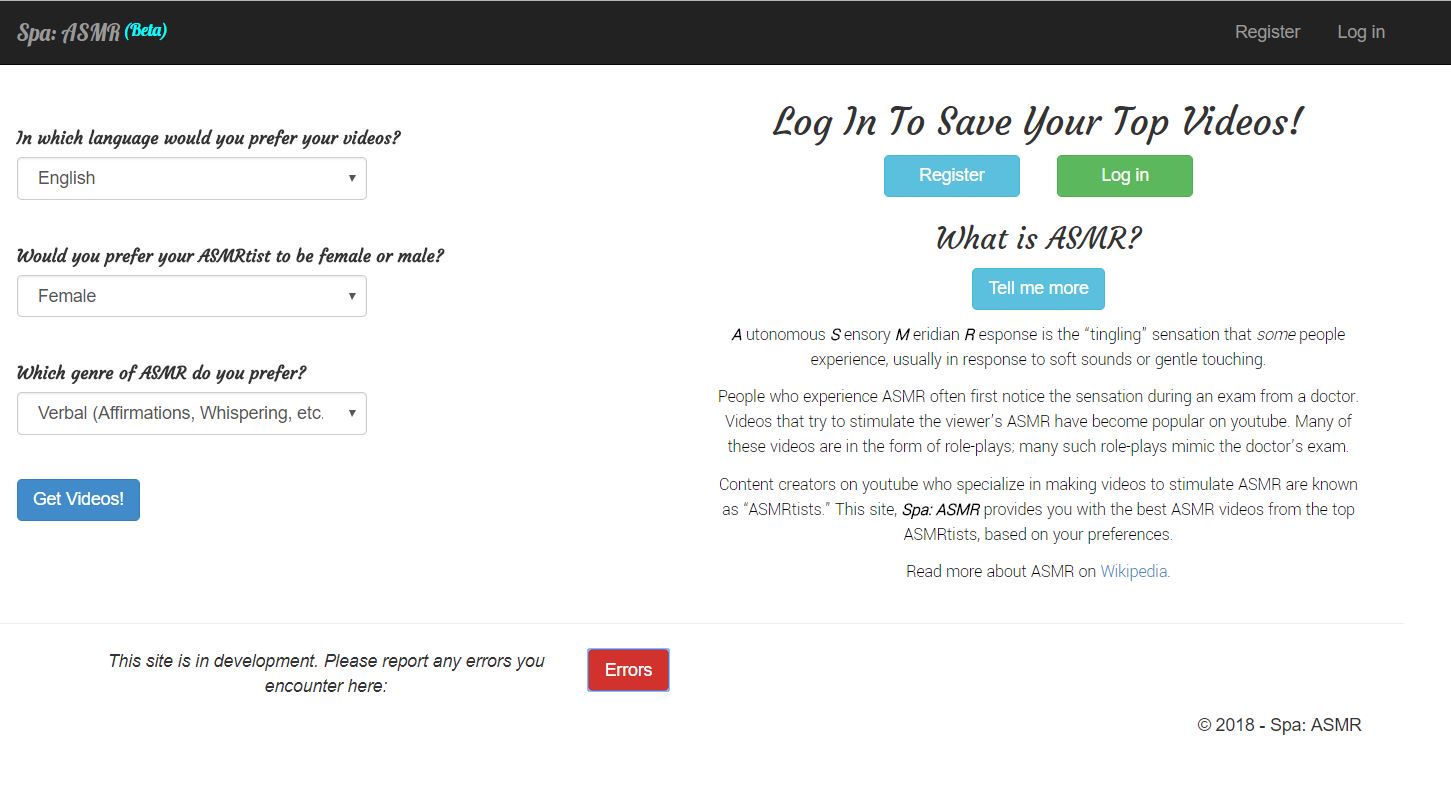 Spa: ASMR (Beta)
Register
Log in
In which language would you prefer your videos?
English
Would you prefer your ASMRtist to be female or male?
Female
Which genre of ASMR do you prefer?
Verbal (Affirmations, Whispering, etc.
Get Videos!
Log In To Save Your Top Videos!
Register
Log in
What is ASMR?
Tell me more
A utonomous S ensory M eridian R esponse is the “tingling” sensation that some people
experience, usually in response to soft sounds or gentle touching.
People who experience ASMR often first notice the sensation during an exam from a doctor.
Videos that try to stimulate the viewer’s ASMR have become popular on youtube. Many of
these videos are in the form of role-plays; many such role-plays mimic the doctor’s exam.
Content creators on youtube who specialize in making videos to stimulate ASMR are known
as “ASMRtists.” This site, Spa: ASMR provides you with the best ASMR videos from the top
ASMRtists, based on your preferences.
Read more about ASMR on Wikipedia.
This site is in development. Please report any errors you
encounter here:
Errors
© 2018 - Spa: ASMR